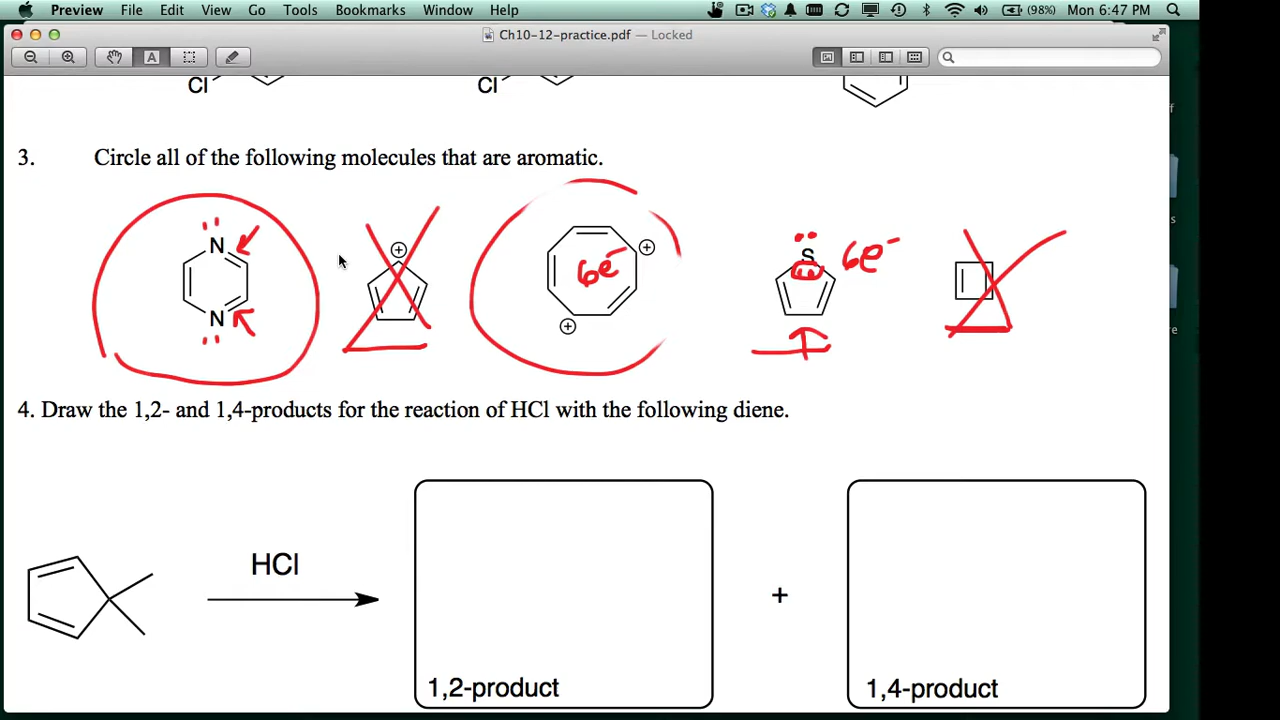 Preview File Edit View Go Tools Bookmarks Window Help (98%) Mon 6:47 PM
Ch10-12-practice.pdf — Locked
Cl Cl
3. Circle all of the following molecules that are aromatic.
N + + S
6e⁻ 6e⁻
N +
4. Draw the 1,2- and 1,4-products for the reaction of HCl with the following diene.
HCl
+
1,2-product 1,4-product